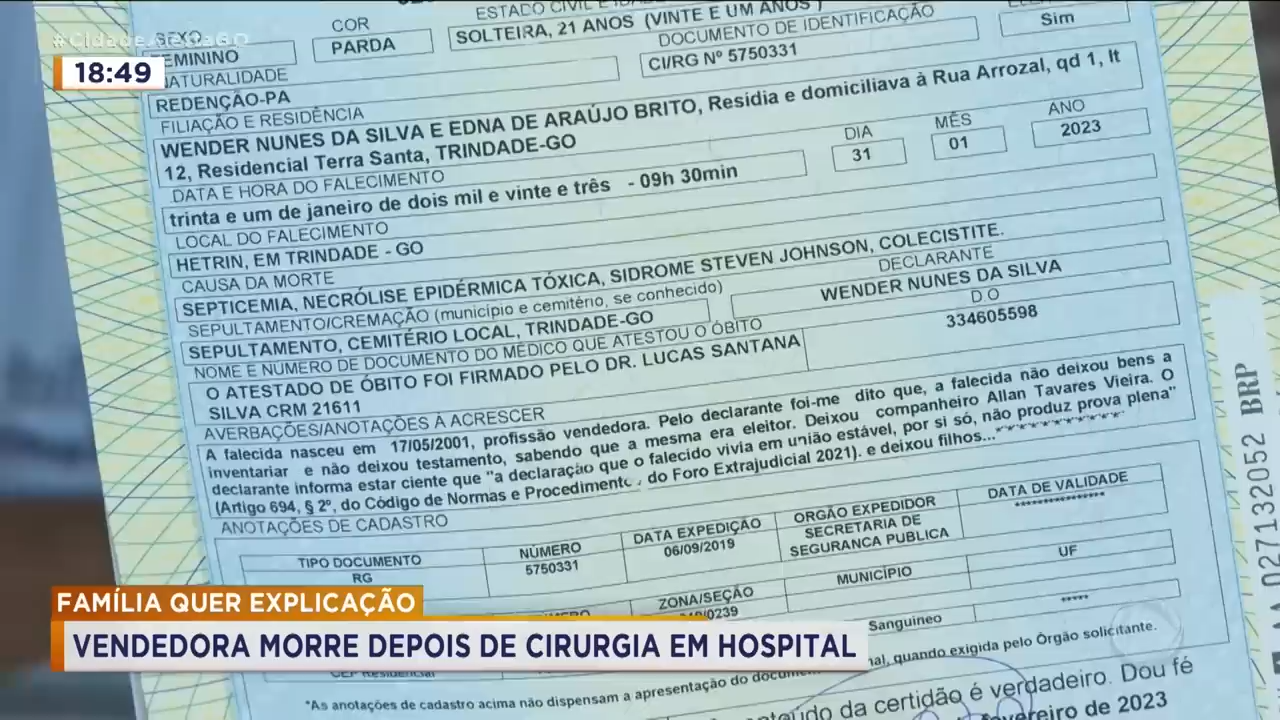 #CidadeAlertaGO
18:49
SEXO
FEMININO
COR
PARDA
ESTADO CIVIL E
SOLTEIRA, 21 ANOS (VINTE E UM ANOS )
DOCUMENTO DE IDENTIFICAÇÃO
CI/RG Nº 5750331
Sim
NATURALIDADE
REDENÇÃO-PA
FILIAÇÃO E RESIDÊNCIA
WENDER NUNES DA SILVA E EDNA DE ARAÚJO BRITO, Residia e domiciliava à Rua Arrozal, qd 1, lt
12, Residencial Terra Santa, TRINDADE-GO
DATA E HORA DO FALECIMENTO
trinta e um de janeiro de dois mil e vinte e três - 09h 30min
DIA
31
MÊS
01
ANO
2023
LOCAL DO FALECIMENTO
HETRIN, EM TRINDADE - GO
CAUSA DA MORTE
SEPTICEMIA, NECRÓLISE EPIDÉRMICA TÓXICA, SIDROME STEVEN JOHNSON, COLECISTITE.
SEPULTAMENTO/CREMAÇÃO (município e cemitério, se conhecido)
SEPULTAMENTO, CEMITÉRIO LOCAL, TRINDADE-GO
DECLARANTE
WENDER NUNES DA SILVA
NOME E NÚMERO DE DOCUMENTO DO MÉDICO QUE ATESTOU O ÓBITO
O ATESTADO DE ÓBITO FOI FIRMADO PELO DR. LUCAS SANTANA
SILVA CRM 21611
D O
334605598
AVERBAÇÕES/ANOTAÇÕES À ACRESCER
A falecida nasceu em 17/05/2001, profissão vendedora. Pelo declarante foi-me dito que, a falecida não deixou bens a
inventariar e não deixou testamento, sabendo que a mesma era eleitor. Deixou companheiro Allan Tavares Vieira. O
declarante informa estar ciente que "a declaração que o falecido vivia em união estável, por si só, não produz prova plena"
(Artigo 694, § 2º, do Código de Normas e Procedimento do Foro Extrajudicial 2021). e deixou filhos...**************
ANOTAÇÕES DE CADASTRO
TIPO DOCUMENTO
NÚMERO
DATA EXPEDIÇÃO
ORGÃO EXPEDIDOR
DATA DE VALIDADE
RG
5750331
06/09/2019
SECRETARIA DE
SEGURANCA PUBLICA
****************
ZONA/SEÇÃO
/0239
MUNICÍPIO
UF
*****
Sanguineo
CEP Residencial
*As anotações de cadastro acima não dispensam a apresentação do
quando exigida pelo Órgão solicitante.
da certidão é verdadeiro. Dou fé
de 2023
02713052 BRP
FAMÍLIA QUER EXPLICAÇÃO
VENDEDORA MORRE DEPOIS DE CIRURGIA EM HOSPITAL